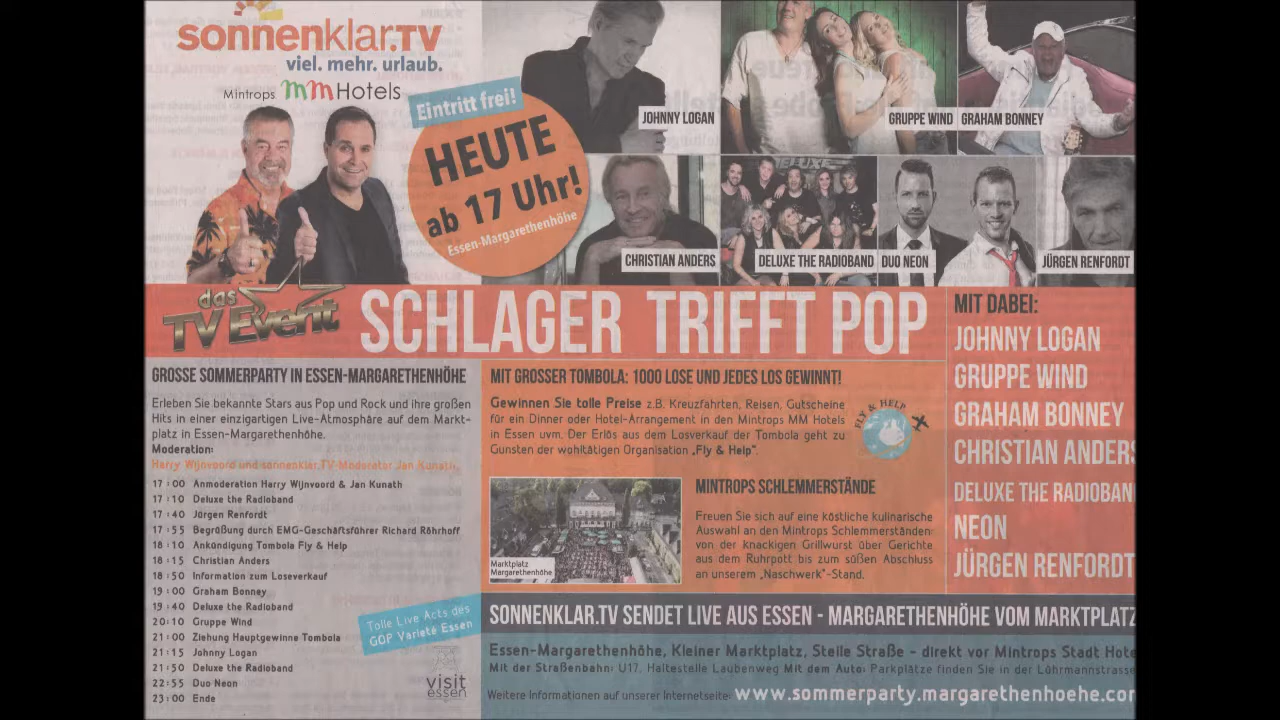 sonnenklar.TV
viel. mehr. urlaub.
Mintrops MM Hotels
Eintritt frei!
HEUTE
ab 17 Uhr!
Essen-Margarethenhöhe
JOHNNY LOGAN
GRUPPE WIND
GRAHAM BONNEY
CHRISTIAN ANDERS
DELUXE
DELUXE THE RADIOBAND
DUO NEON
JÜRGEN RENFORDT
das
TV Event
SCHLAGER TRIFFT POP
GROSSE SOMMERPARTY IN ESSEN-MARGARETHENHÖHE
Erleben Sie bekannte Stars aus Pop und Rock und ihre großen
Hits in einer einzigartigen Live-Atmosphäre auf dem Markt-
platz in Essen-Margarethenhöhe.
Moderation:
Harry Wijnvoord und sonnenklar.TV-Moderator Jan Kunath
17:00 Anmoderation Harry Wijnvoord & Jan Kunath
17:10 Deluxe the Radioband
17:40 Jürgen Renfordt
17:55 Begrüßung durch EMG-Geschäftsführer Richard Röhrhoff
18:10 Ankündigung Tombola Fly & Help
18:15 Christian Anders
18:50 Information zum Loseverkauf
19:00 Graham Bonney
19:40 Deluxe the Radioband
20:10 Gruppe Wind
21:00 Ziehung Hauptgewinne Tombola
21:15 Johnny Logan
21:50 Deluxe the Radioband
22:55 Duo Neon
23:00 Ende
Tolle Live Acts des
GOP Varieté Essen
visit
essen
MIT GROSSER TOMBOLA: 1000 LOSE UND JEDES LOS GEWINNT!
Gewinnen Sie tolle Preise z.B. Kreuzfahrten, Reisen, Gutscheine
für ein Dinner oder Hotel-Arrangement in den Mintrops MM Hotels
in Essen uvm. Der Erlös aus dem Losverkauf der Tombola geht zu
Gunsten der wohltätigen Organisation „Fly & Help".
FLY & HELP
Marktplatz
Margarethenhöhe
MINTROPS SCHLEMMERSTÄNDE
Freuen Sie sich auf eine köstliche kulinarische
Auswahl an den Mintrops Schlemmerständen:
von der knackigen Grillwurst über Gerichte
aus dem Ruhrpott bis zum süßen Abschluss
an unserem „Naschwerk"-Stand.
MIT DABEI:
JOHNNY LOGAN
GRUPPE WIND
GRAHAM BONNEY
CHRISTIAN ANDERS
DELUXE THE RADIOBAN
NEON
JÜRGEN RENFORDT
SONNENKLAR.TV SENDET LIVE AUS ESSEN - MARGARETHENHÖHE VOM MARKTPLATZ
Essen-Margarethenhöhe, Kleiner Marktplatz, Steile Straße - direkt vor Mintrops Stadt Hote
Mit der Straßenbahn: U17, Haltestelle Laubenweg Mit dem Auto: Parkplätze finden Sie in der Lührmannstrasse
Weitere Informationen auf unserer Internetseite: www.sommerparty.margarethenhoehe.com